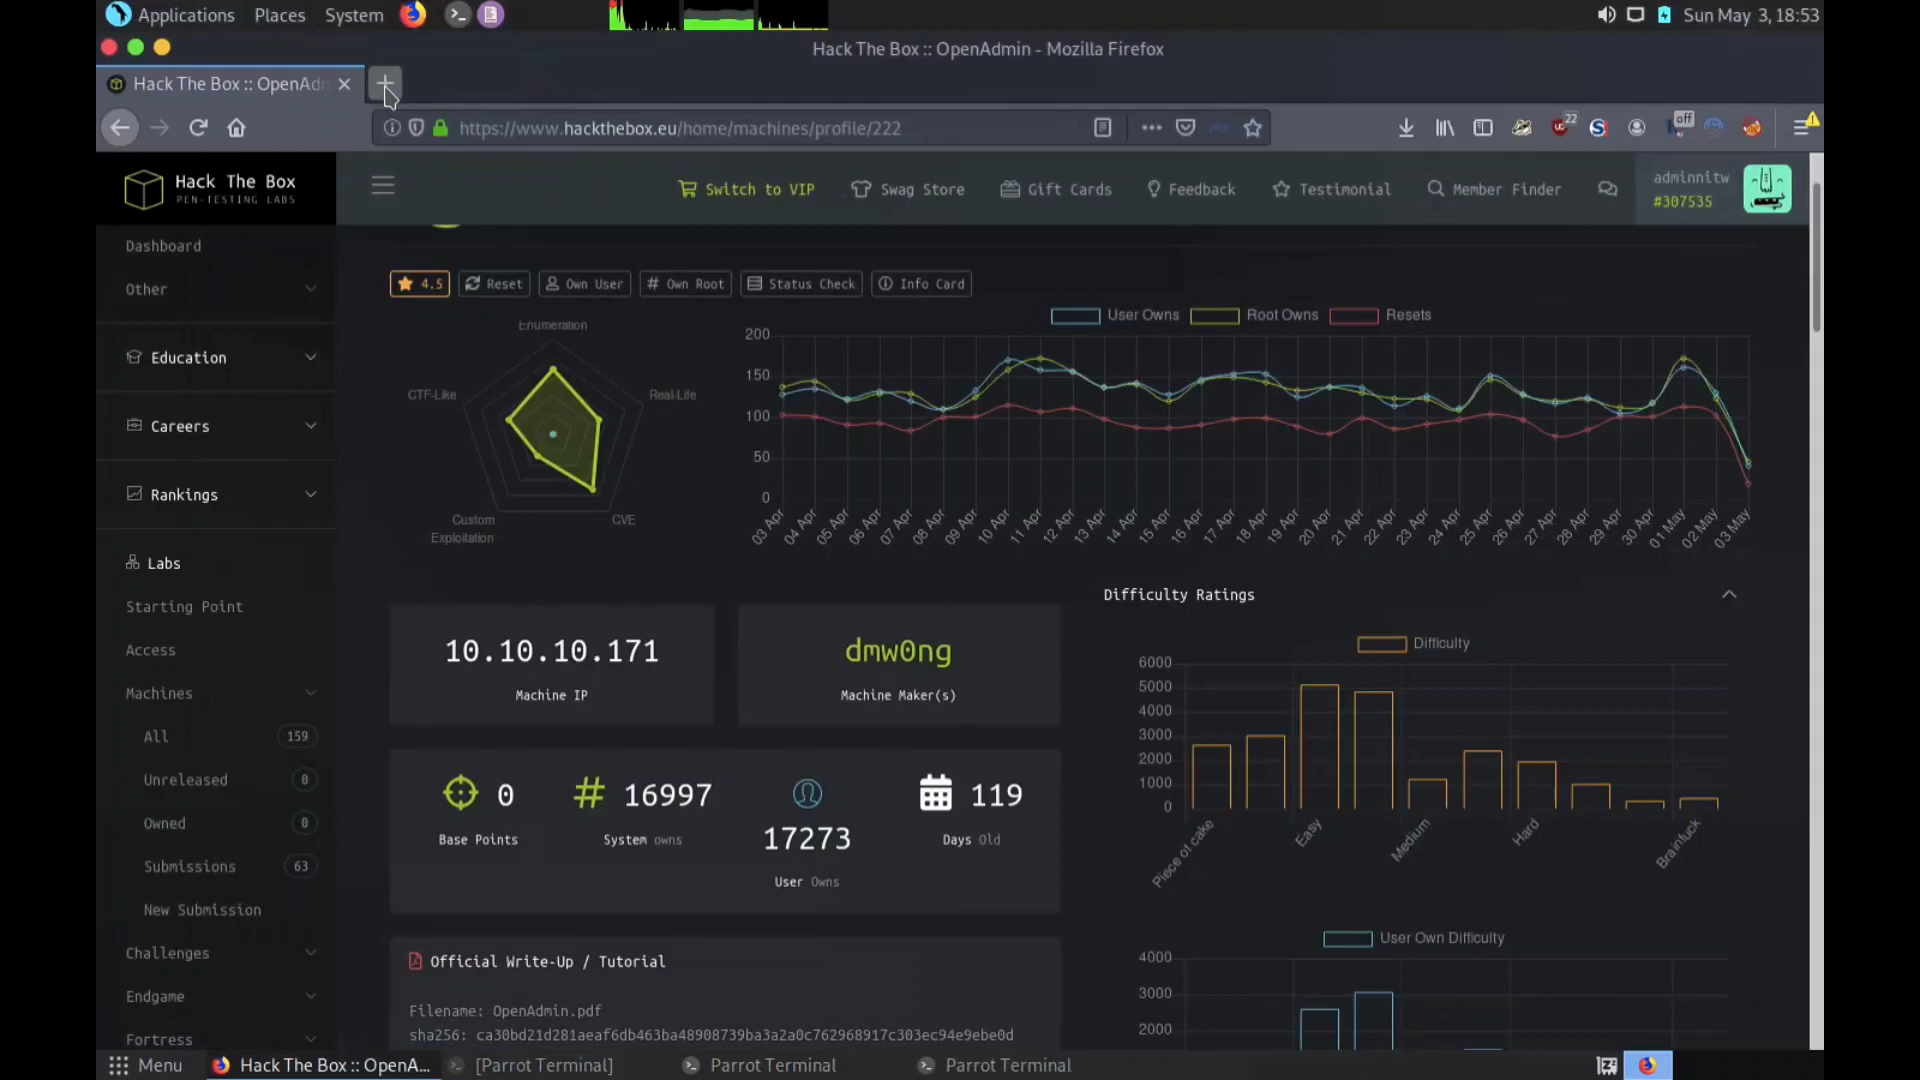 Applications Places System
Sun May 3, 18:53
Hack The Box :: OpenAdmin - Mozilla Firefox
Hack The Box :: OpenAdm
https://www.hackthebox.eu/home/machines/profile/222
22
off
Hack The Box
PEN-TESTING LABS
Switch to VIP
Swag Store
Gift Cards
Feedback
Testimonial
Member Finder
adminnitw
#307535
Dashboard
Other
Education
Careers
Rankings
Labs
Starting Point
Access
Machines
All 159
Unreleased 0
Owned 0
Submissions 63
New Submission
Challenges
Endgame
Fortress
4.5
Reset
Own User
# Own Root
Status Check
Info Card
Enumeration
CTF-Like
Real-Life
Custom
Exploitation
CVE
User Owns Root Owns Resets
200
150
100
50
0
03 Apr 04 Apr 05 Apr 06 Apr 07 Apr 08 Apr 09 Apr 10 Apr 11 Apr 12 Apr 13 Apr 14 Apr 15 Apr 16 Apr 17 Apr 18 Apr 19 Apr 20 Apr 21 Apr 22 Apr 23 Apr 24 Apr 25 Apr 26 Apr 27 Apr 28 Apr 29 Apr 30 Apr 01 May 02 May 03 May
10.10.10.171
Machine IP
dmw0ng
Machine Maker(s)
0
Base Points
# 16997
System owns
17273
User Owns
119
Days Old
Official Write-Up / Tutorial
Filename: OpenAdmin.pdf
sha256: ca30bd21d281aeaf6db463ba48908739ba3a2a0c762968917c303ec94e9ebe0d
Difficulty Ratings
Difficulty
6000
5000
4000
3000
2000
1000
0
Piece of cake Easy Medium Hard Brainfuck
User Own Difficulty
4000
3000
2000
Menu
Hack The Box :: OpenA...
[Parrot Terminal]
Parrot Terminal
Parrot Terminal